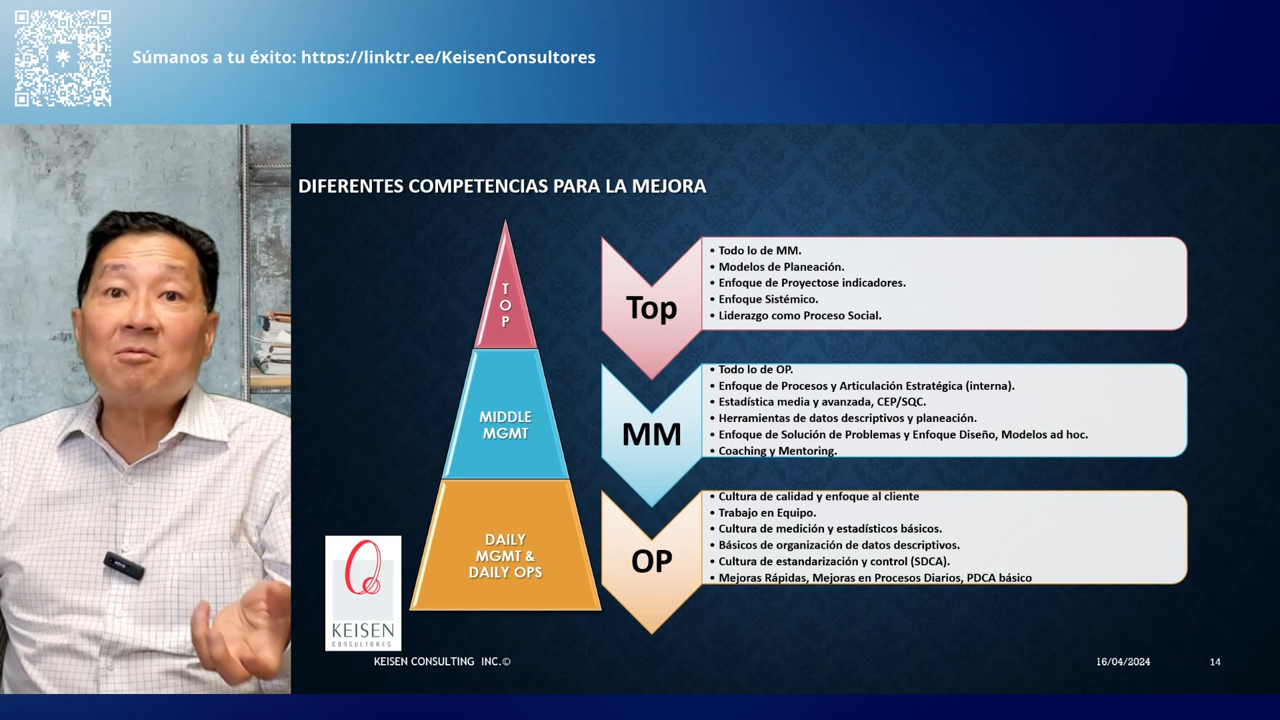 Súmanos a tu éxito: https://linktr.ee/KeisenConsultores
DIFERENTES COMPETENCIAS PARA LA MEJORA
T
O
P
MIDDLE
MGMT
DAILY
MGMT &
DAILY OPS
Top
• Todo lo de MM.
• Modelos de Planeación.
• Enfoque de Proyectose indicadores.
• Enfoque Sistémico.
• Liderazgo como Proceso Social.
MM
• Todo lo de OP.
• Enfoque de Procesos y Articulación Estratégica (interna).
• Estadística media y avanzada, CEP/SQC.
• Herramientas de datos descriptivos y planeación.
• Enfoque de Solución de Problemas y Enfoque Diseño, Modelos ad hoc.
• Coaching y Mentoring.
OP
• Cultura de calidad y enfoque al cliente
• Trabajo en Equipo.
• Cultura de medición y estadísticos básicos.
• Básicos de organización de datos descriptivos.
• Cultura de estandarización y control (SDCA).
• Mejoras Rápidas, Mejoras en Procesos Diarios, PDCA básico
KEISEN
CONSULTORES
KEISEN CONSULTING INC.©
16/04/2024
14